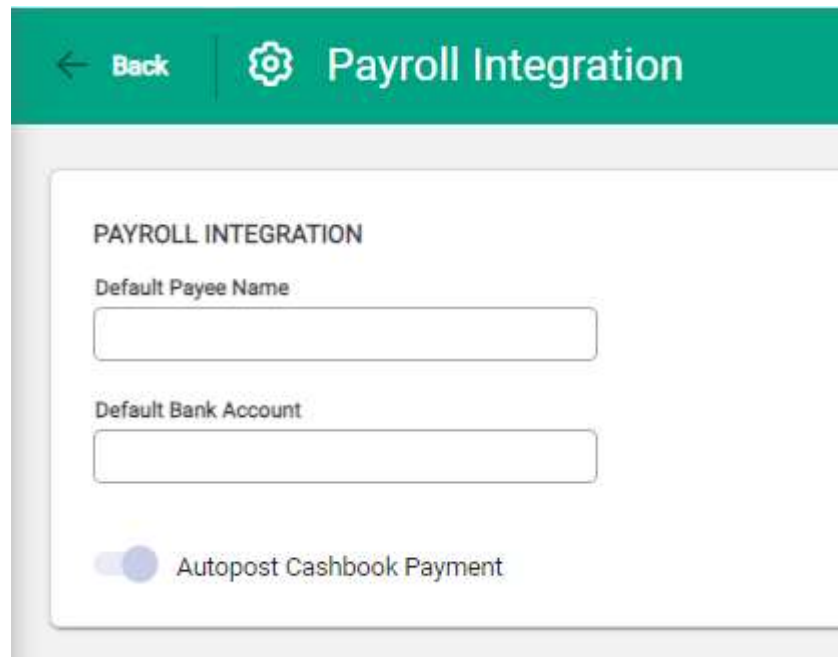 Back
Payroll Integration
PAYROLL INTEGRATION
Default Payee Name
Default Bank Account
Autopost Cashbook Payment